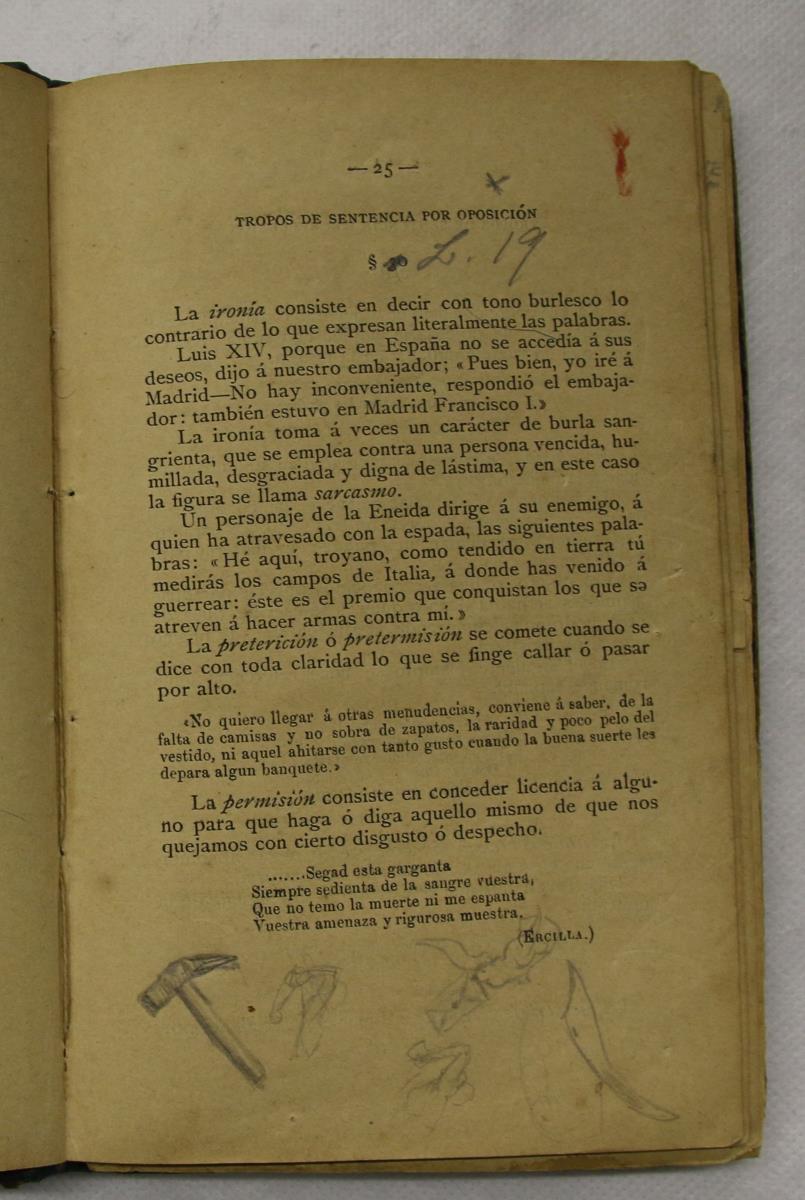 — 25 —
TROPOS DE SENTENCIA POR OPOSICIÓN
§ L. 19
La ironía consiste en decir con tono burlesco lo
contrario de lo que expresan literalmente las palabras.
Luis XIV, porque en España no se accedía á sus
deseos, dijo á nuestro embajador; «Pues bien, yo iré á
Madrid—No hay inconveniente, respondió el embaja-
dor: también estuvo en Madrid Francisco I.»
La ironía toma á veces un carácter de burla san-
grienta, que se emplea contra una persona vencida, hu-
millada, desgraciada y digna de lástima, y en este caso
la figura se llama sarcasmo.
Un personaje de la Eneida dirige á su enemigo, á
quien ha atravesado con la espada, las siguientes pala-
bras: «Hé aquí, troyano, como tendido en tierra tú
medirás los campos de Italia, á donde has venido á
guerrear: éste es el premio que conquistan los que se
atreven á hacer armas contra mí.»
La preterición ó pretermisión se comete cuando se
dice con toda claridad lo que se finge callar ó pasar
por alto.
«No quiero llegar á otras menudencias, conviene á saber, de la
falta de camisas y no sobra de zapatos, la raridad y poco pelo del
vestido, ni aquel ahitarse con tanto gusto cuando la buena suerte les
depara algun banquete.»
La permisión consiste en conceder licencia á algu-
no para que haga ó diga aquello mismo de que nos
quejamos con cierto disgusto ó despecho.
.......Segad esta garganta
Siempre sedienta de la sangre vuestra,
Que no temo la muerte ni me espanta
Vuestra amenaza y rigurosa muestra.
(ERCILLA.)